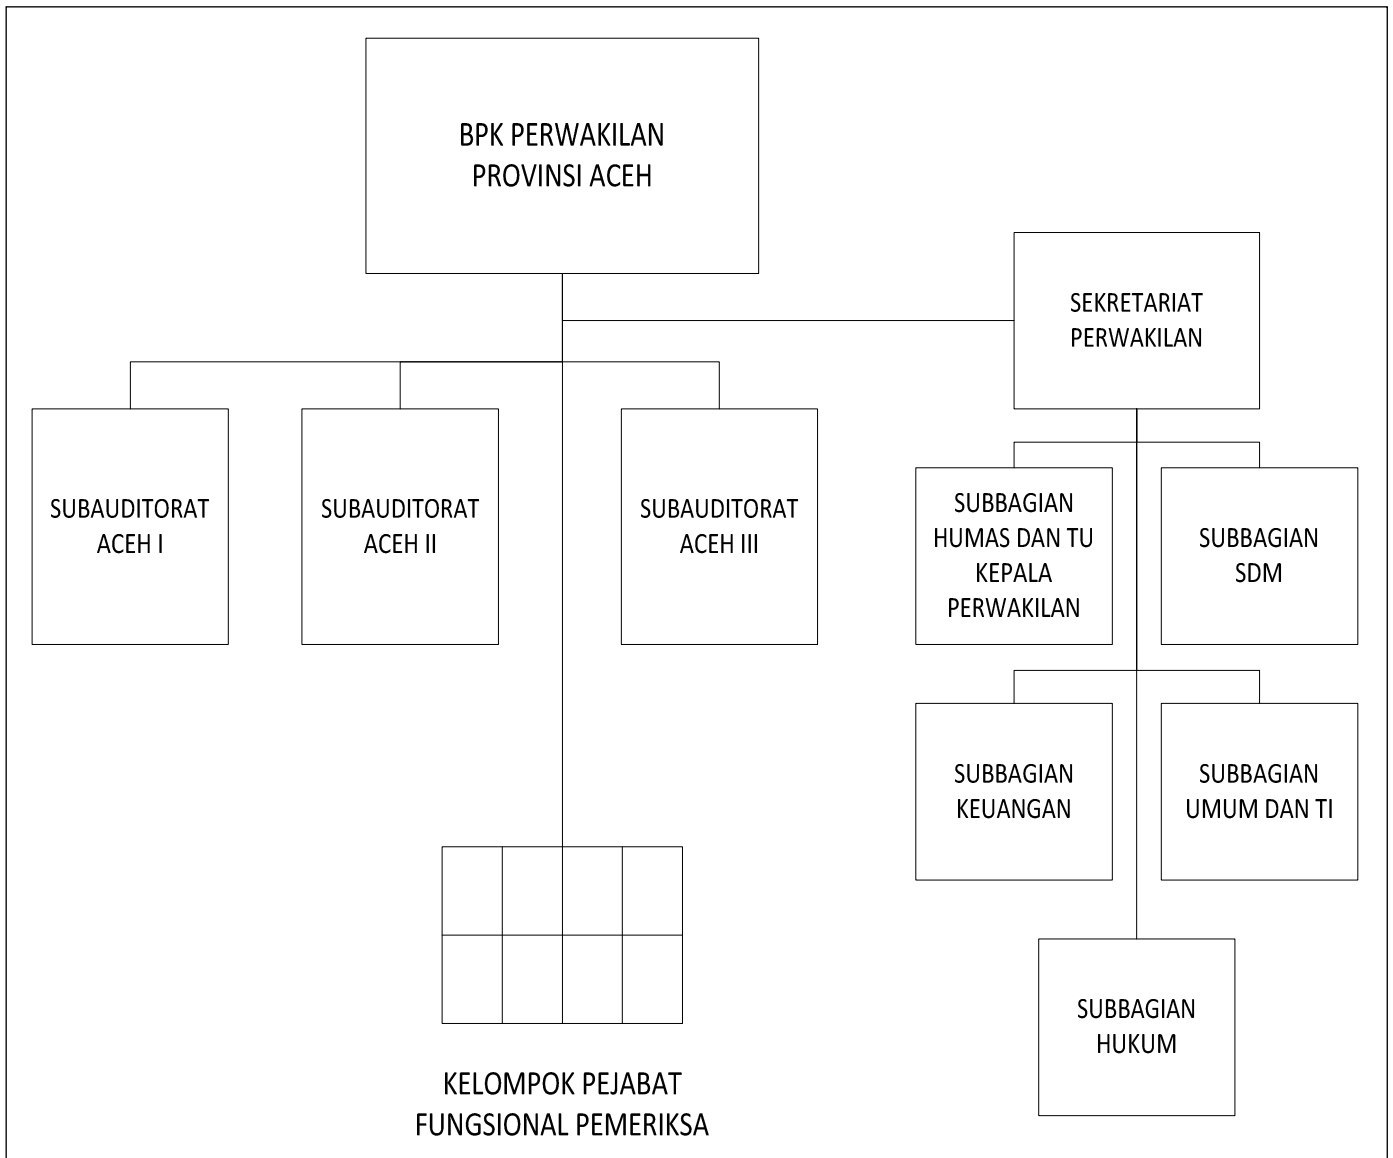 BPK PERWAKILAN
PROVINSI ACEH
SEKRETARIAT
PERWAKILAN
SUBAUDITORAT
ACEH I
SUBAUDITORAT
ACEH II
SUBAUDITORAT
ACEH III
SUBBAGIAN
HUMAS DAN TU
KEPALA
PERWAKILAN
SUBBAGIAN
SDM
SUBBAGIAN
KEUANGAN
SUBBAGIAN
UMUM DAN TI
SUBBAGIAN
HUKUM
KELOMPOK PEJABAT
FUNGSIONAL PEMERIKSA